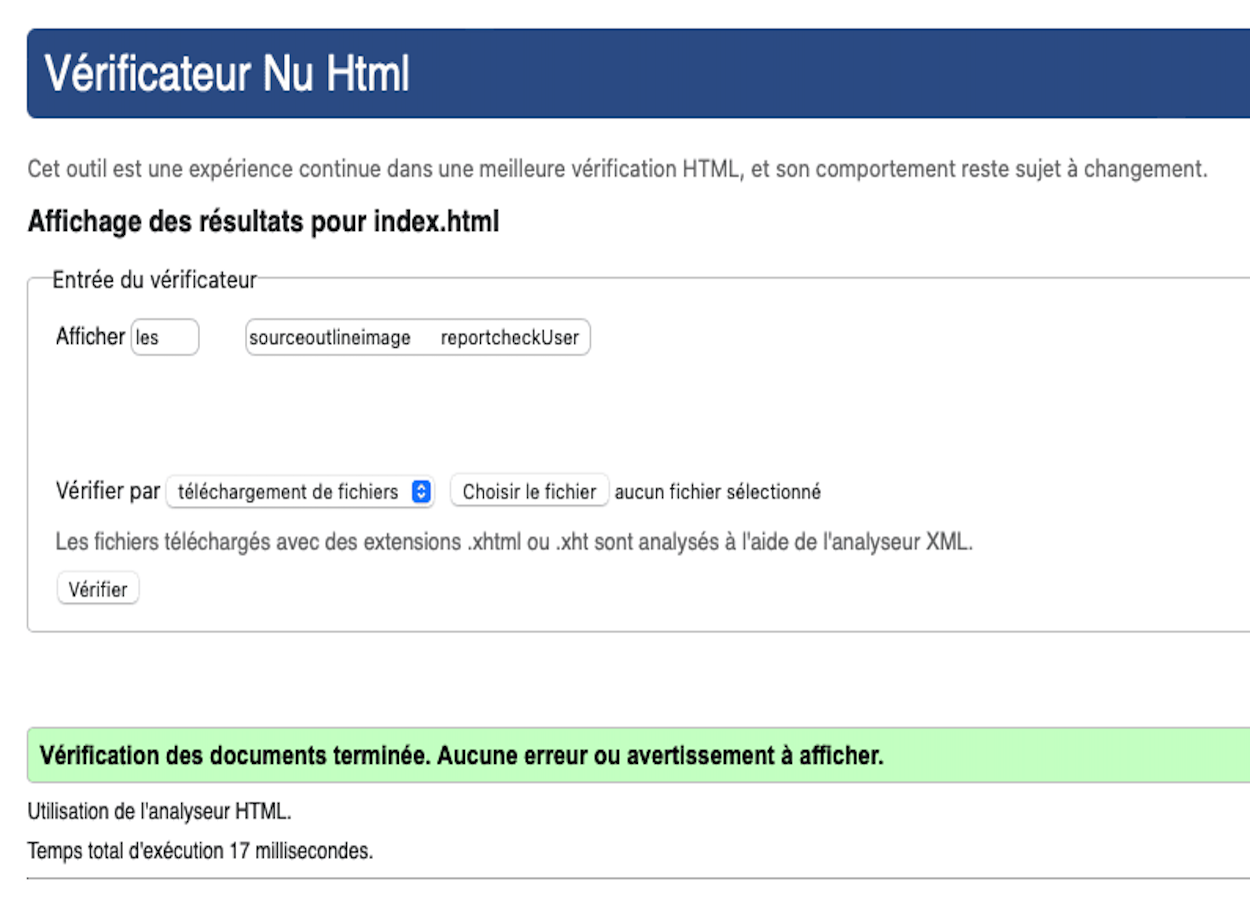 Vérificateur Nu Html
Cet outil est une expérience continue dans une meilleure vérification HTML, et son comportement reste sujet à changement.
Affichage des résultats pour index.html
Entrée du vérificateur
Afficher les sourceoutlineimage reportcheckUser
Vérifier par téléchargement de fichiers Choisir le fichier aucun fichier sélectionné
Les fichiers téléchargés avec des extensions .xhtml ou .xht sont analysés à l'aide de l'analyseur XML.
Vérifier
Vérification des documents terminée. Aucune erreur ou avertissement à afficher.
Utilisation de l'analyseur HTML.
Temps total d'exécution 17 millisecondes.